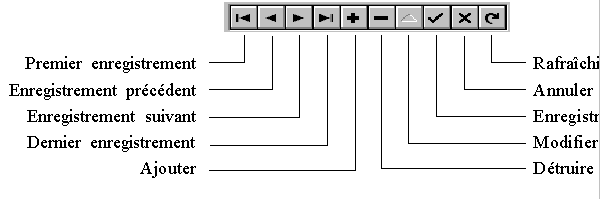 Premier enregistrement
Enregistrement précédent
Enregistrement suivant
Dernier enregistrement
Ajouter
Rafraîchi
Annuler
Enregistr
Modifier
Détruire